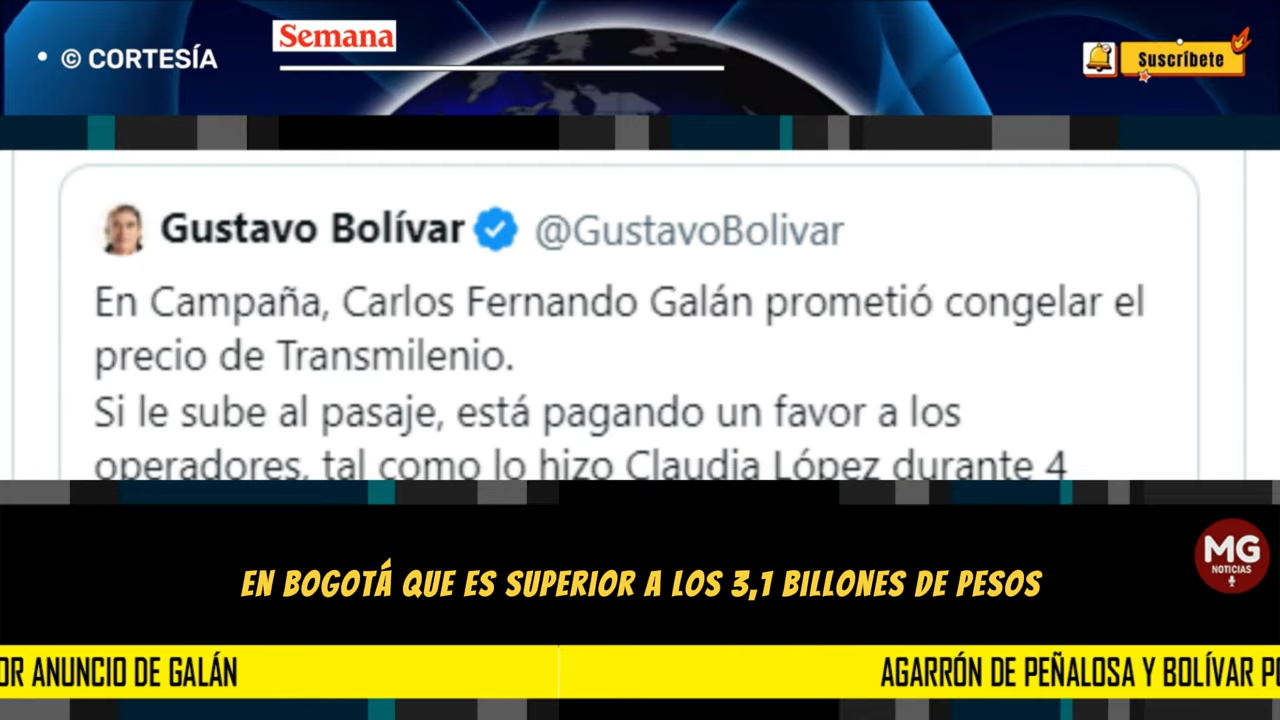 • © CORTESÍA
Semana
Suscríbete
Gustavo Bolívar @GustavoBolivar
En Campaña, Carlos Fernando Galán prometió congelar el
precio de Transmilenio.
Si le sube al pasaje, está pagando un favor a los
operadores, tal como lo hizo Claudia López durante 4
MG
NOTICIAS
EN BOGOTÁ QUE ES SUPERIOR A LOS 3,1 BILLONES DE PESOS
OR ANUNCIO DE GALÁN
AGARRÓN DE PEÑALOSA Y BOLÍVAR PO